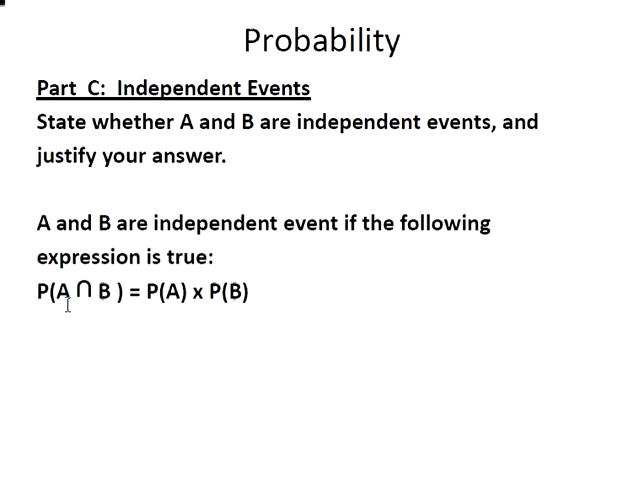 Probability
Part C: Independent Events
State whether A and B are independent events, and
justify your answer.
A and B are independent event if the following
expression is true:
P(A ∩ B ) = P(A) x P(B)